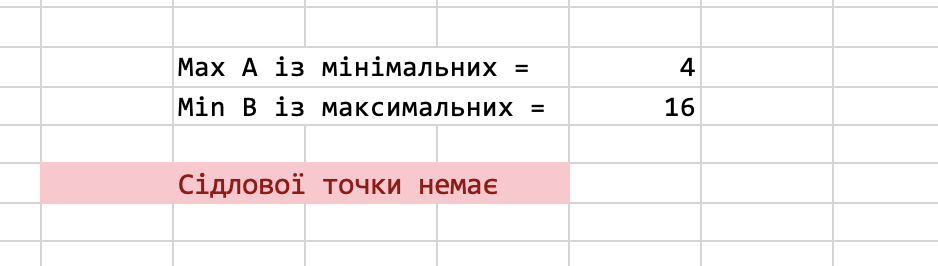 Max A із мінімальних = 4
Min B із максимальних = 16
Сідлової точки немає